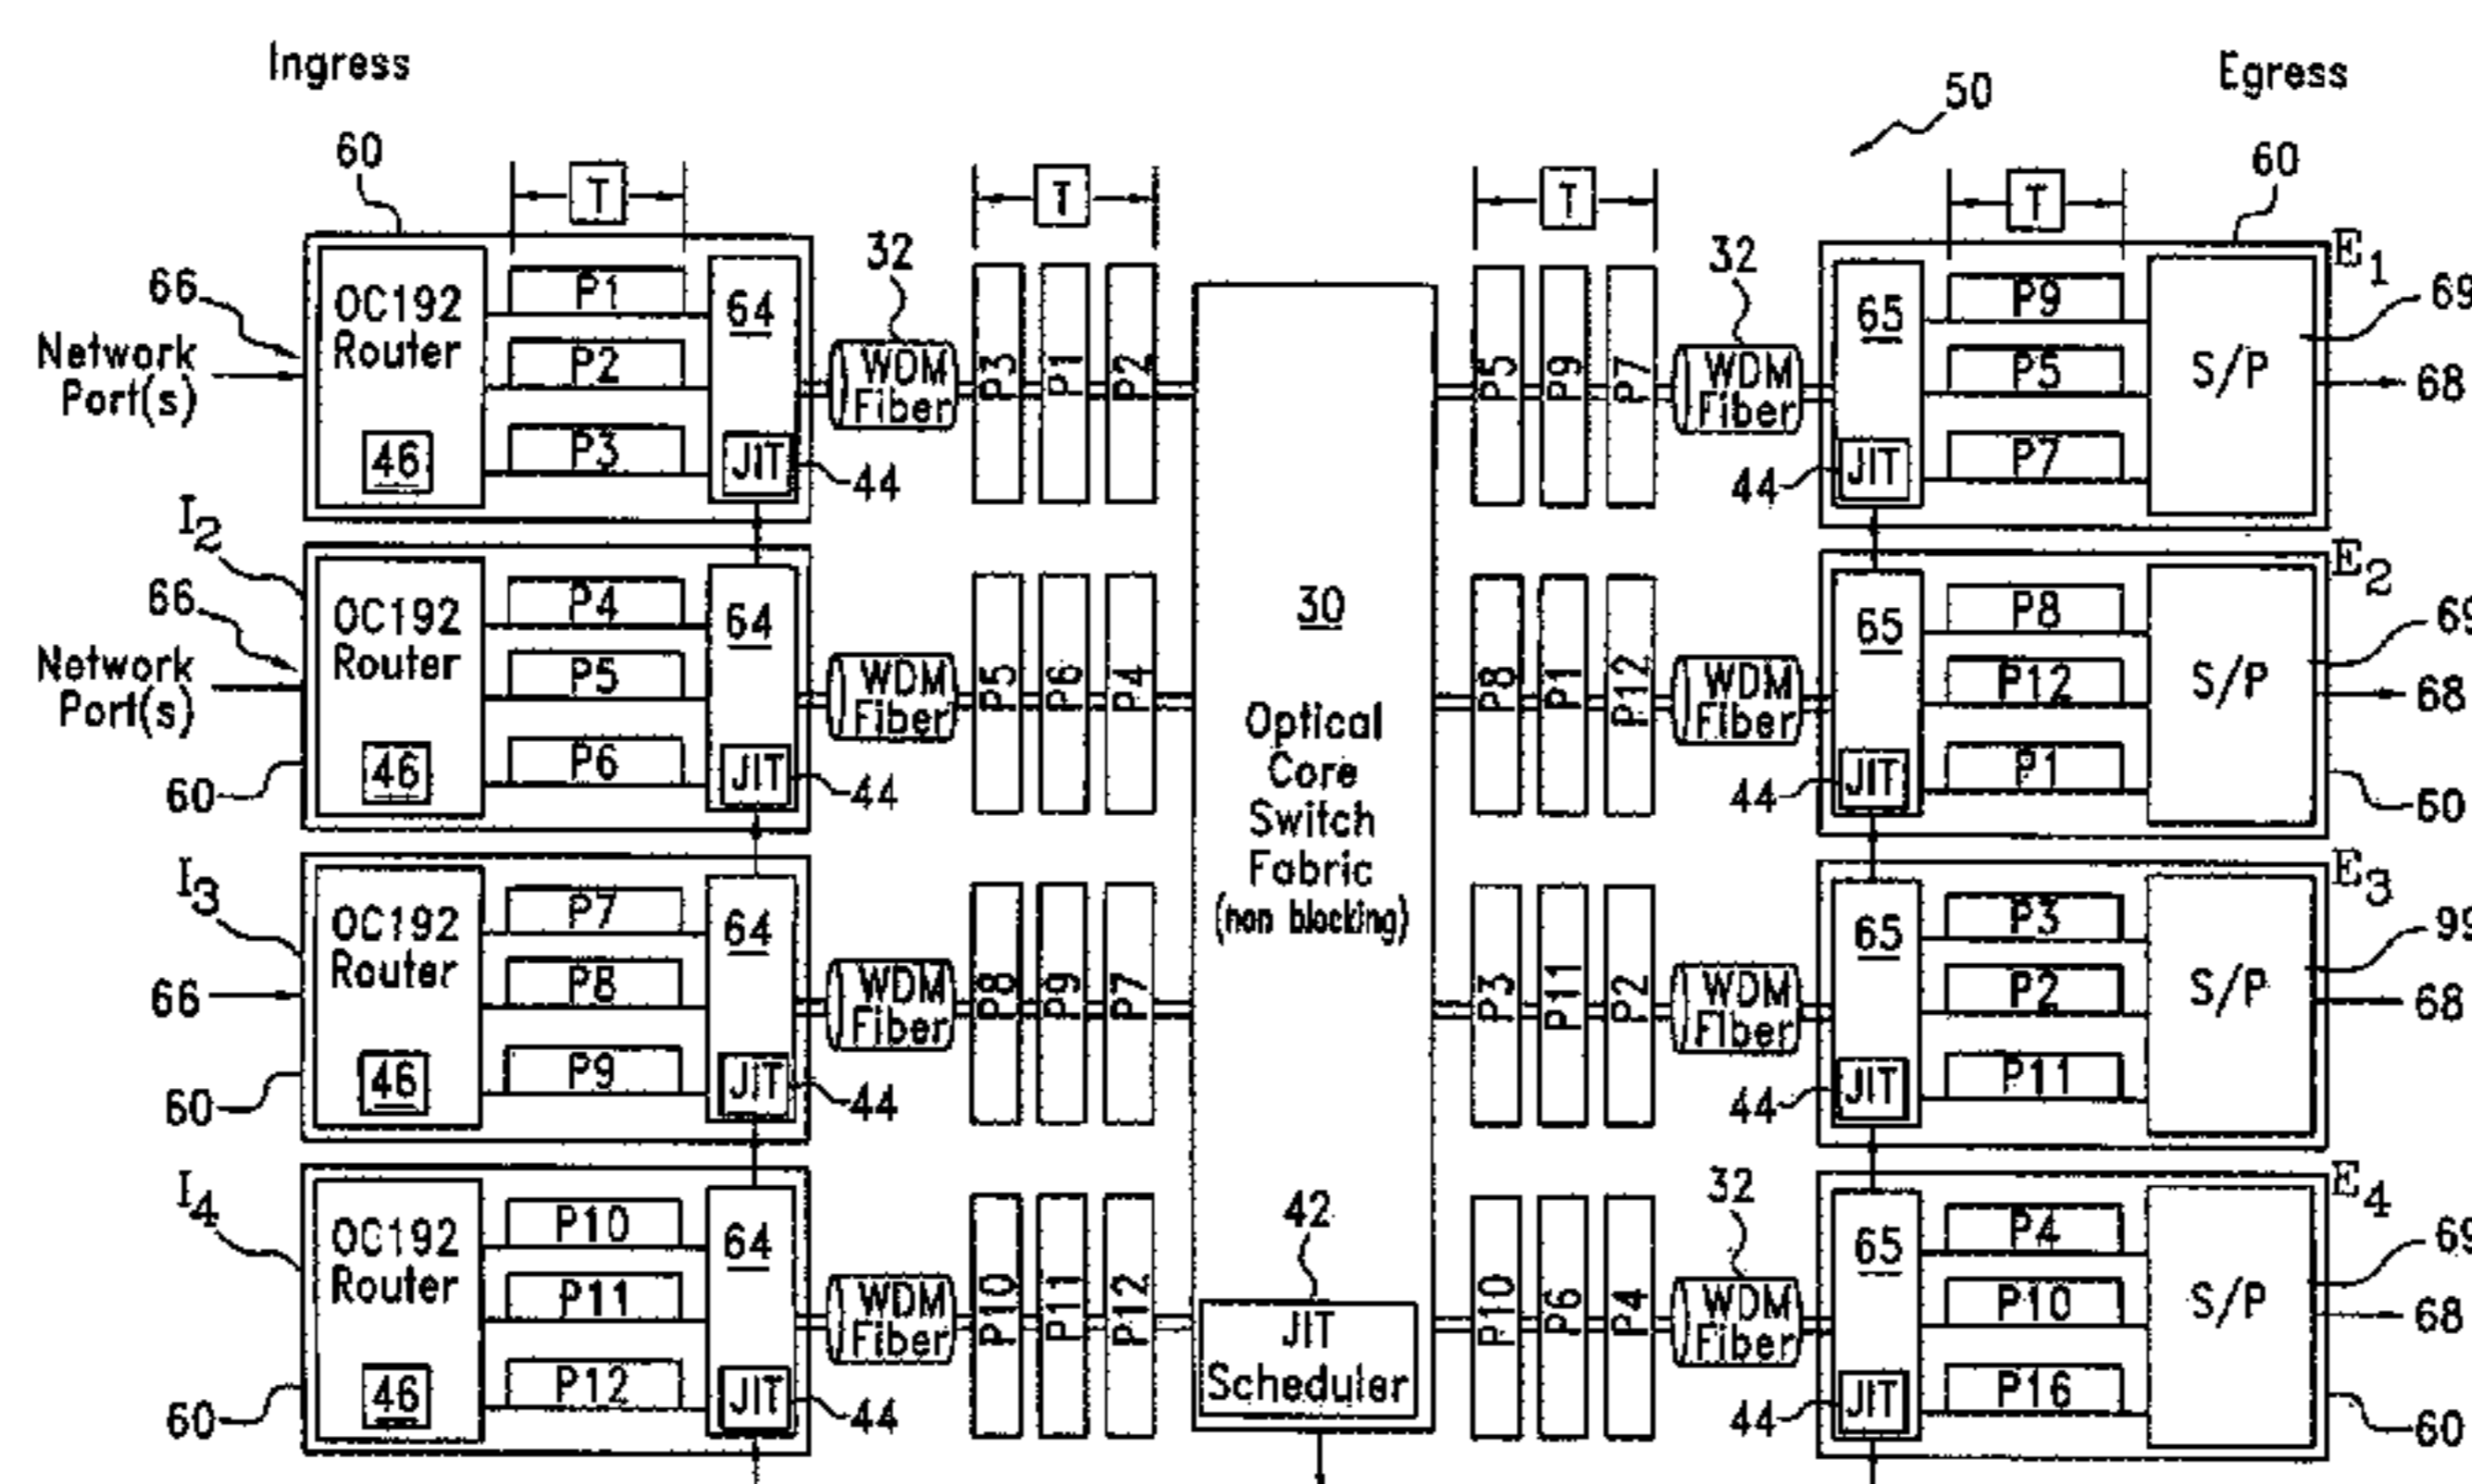 Ingress
Egress
50
60
T
T
T
T
60
E1
66
Network
Port(s)
OC192
Router
46
P1
P2
P3
64
JIT
44
32
WDM
Fiber
P3
P1
P2
P5
P9
P7
32
WDM
Fiber
65
JIT
44
P9
P5
P7
S/P
69
68
I2
66
Network
Port(s)
60
OC192
Router
46
P4
P5
P6
64
JIT
44
WDM
Fiber
P5
P6
P4
30
Optical
Core
Switch
Fabric
(non blocking)
P8
P1
P12
WDM
Fiber
65
JIT
44
P8
P12
P1
S/P
E2
69
68
60
I3
66
60
OC192
Router
46
P7
P8
P9
64
JIT
44
WDM
Fiber
P8
P9
P7
P3
P11
P2
WDM
Fiber
65
JIT
44
P3
P2
P11
S/P
E3
99
68
I4
60
OC192
Router
46
P10
P11
P12
64
JIT
44
WDM
Fiber
P10
P11
P12
42
JIT
Scheduler
P10
P6
P4
32
WDM
Fiber
65
JIT
44
P4
P10
P16
S/P
E4
69
68
60